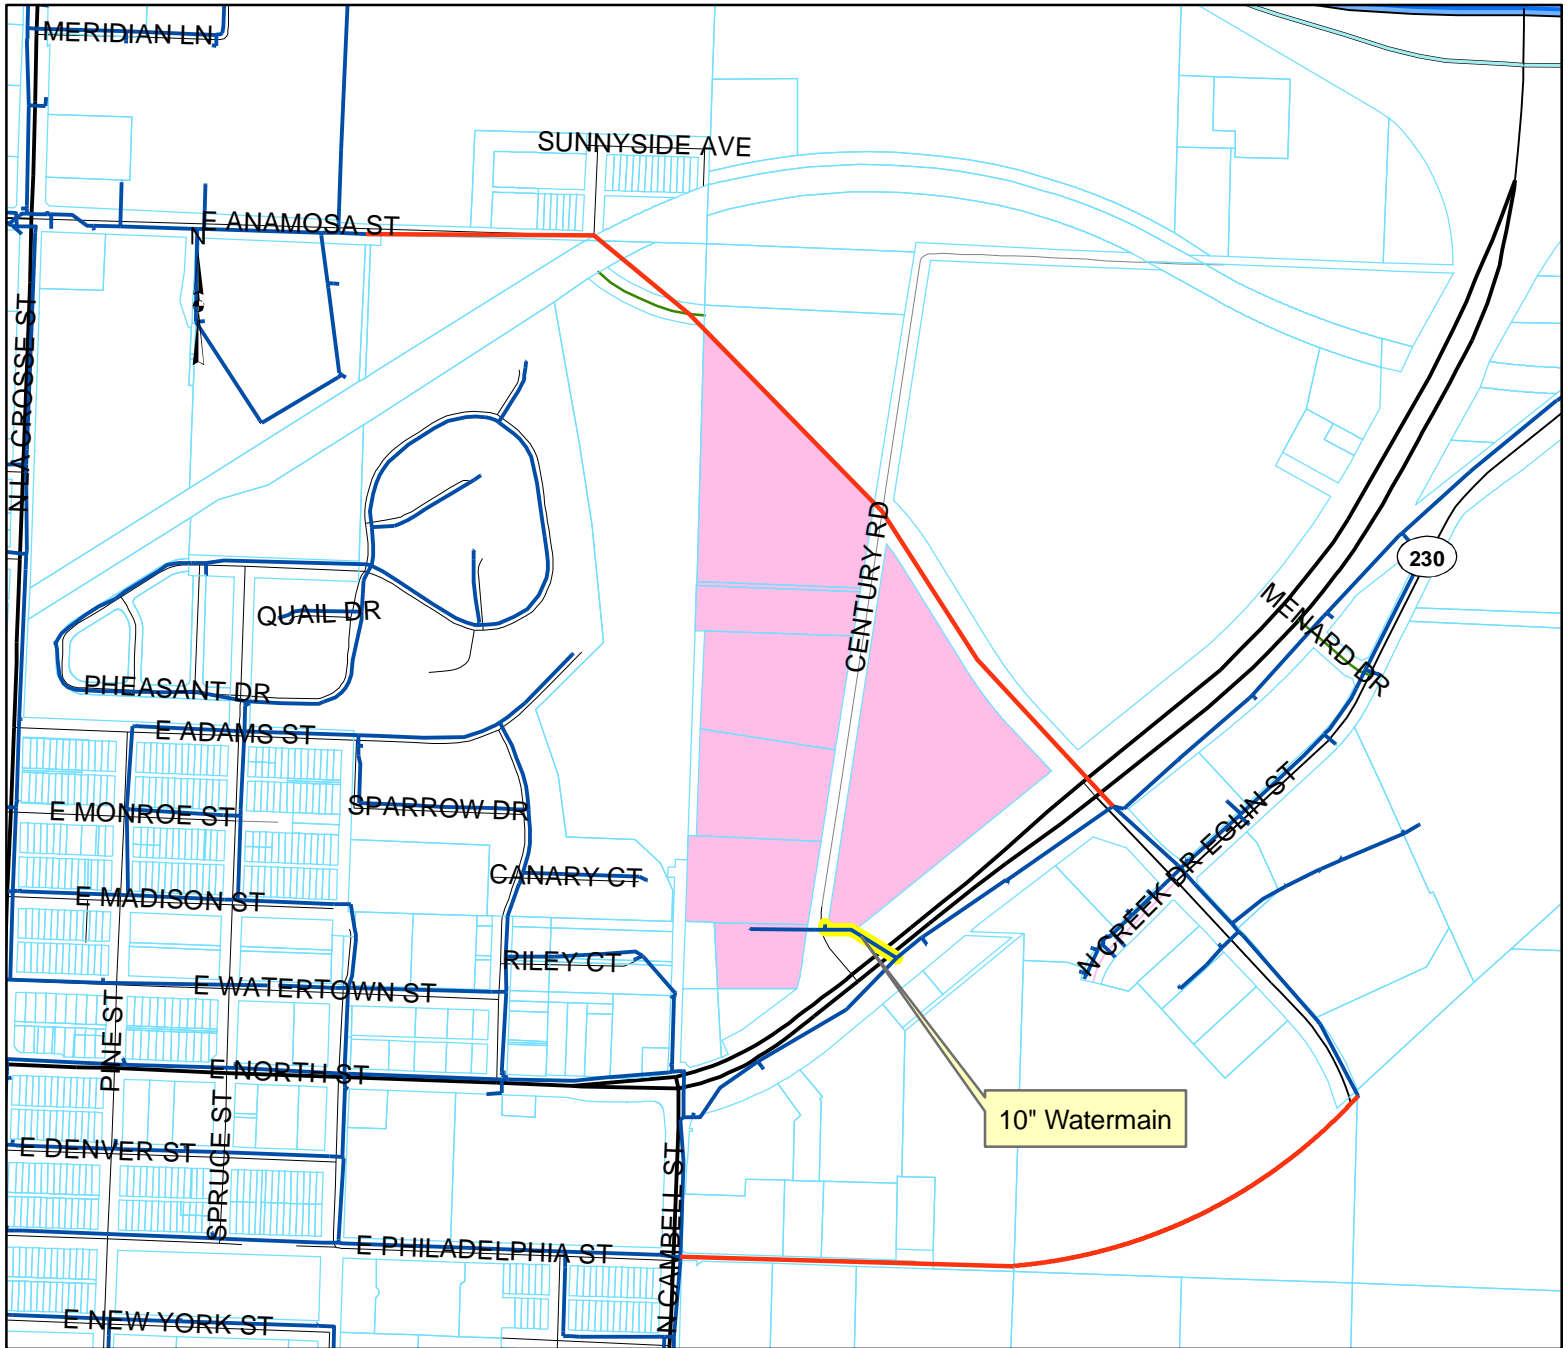 MERIDIAN LN
SUNNYSIDE AVE
E ANAMOSA ST
N
N LA CROSSE ST
CENTURY RD
230
QUAIL DR
MENARD DR
PHEASANT DR
E ADAMS ST
E MONROE ST
SPARROW DR
N CREEK DR EGLIN ST
CANARY CT
E MADISON ST
RILEY CT
E WATERTOWN ST
PINE ST
E NORTH ST
10" Watermain
SPRUCE ST
E DENVER ST
N CAMBELL ST
E PHILADELPHIA ST
E NEW YORK ST